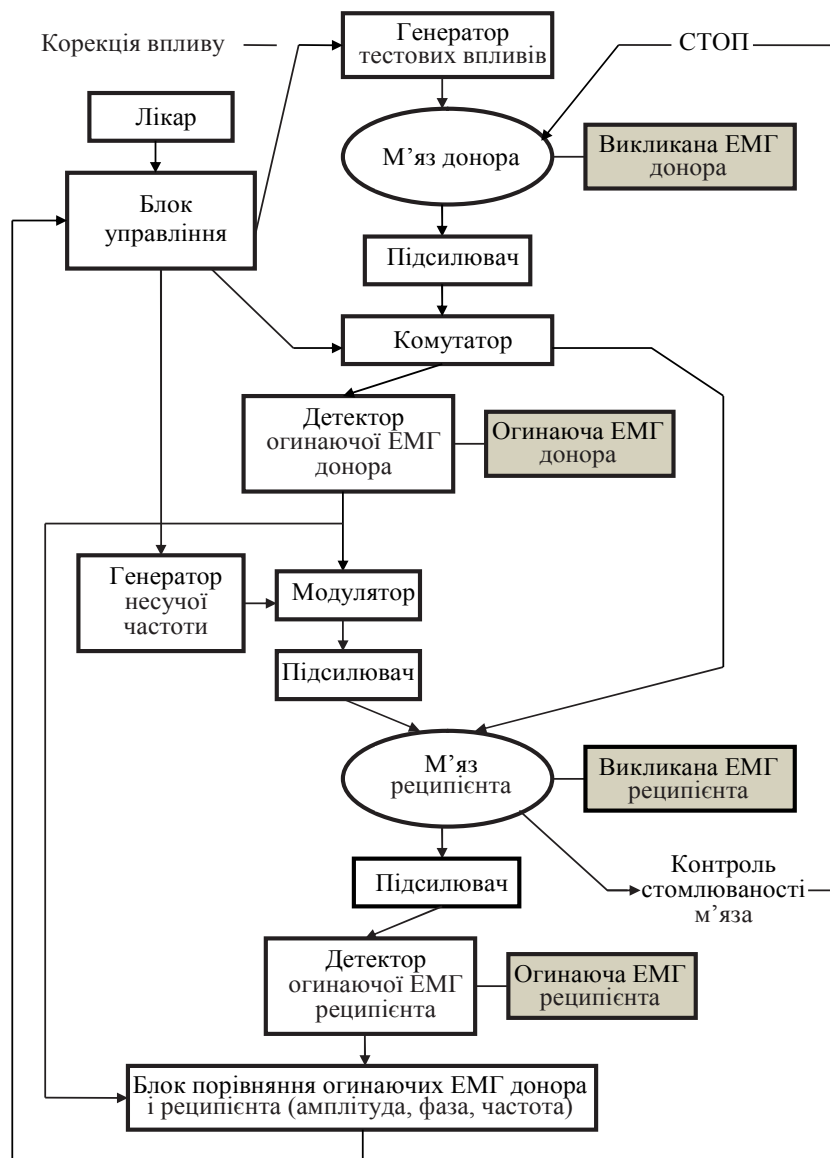 Генератор
тестових впливів
Корекція впливу
СТОП
Лікар
М’яз донора
Викликана ЕМГ
донора
Блок
управління
Підсилювач
Комутатор
Детектор
огинаючої ЕМГ
донора
Огинаюча ЕМГ
донора
Генератор
несучої
частоти
Модулятор
Підсилювач
М’яз
реципієнта
Викликана ЕМГ
реципієнта
Підсилювач
Контроль
стомлюваності
м’яза
Детектор
огинаючої ЕМГ
реципієнта
Огинаюча ЕМГ
реципієнта
Блок порівняння огинаючих ЕМГ донора
і реципієнта (амплітуда, фаза, частота)